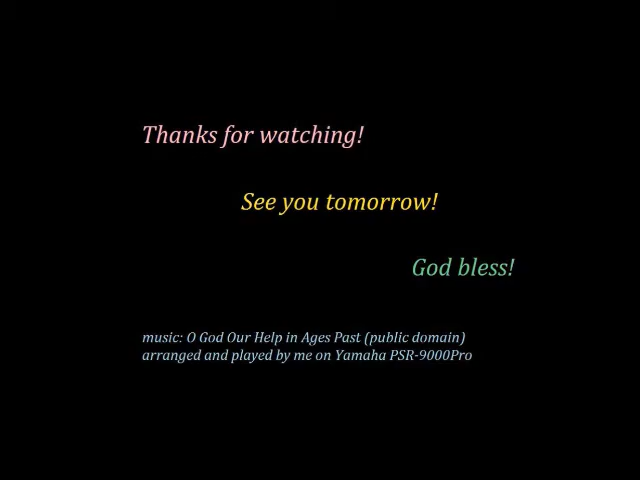 Thanks for watching!
See you tomorrow!
God bless!
music: O God Our Help in Ages Past (public domain)
arranged and played by me on Yamaha PSR-9000Pro